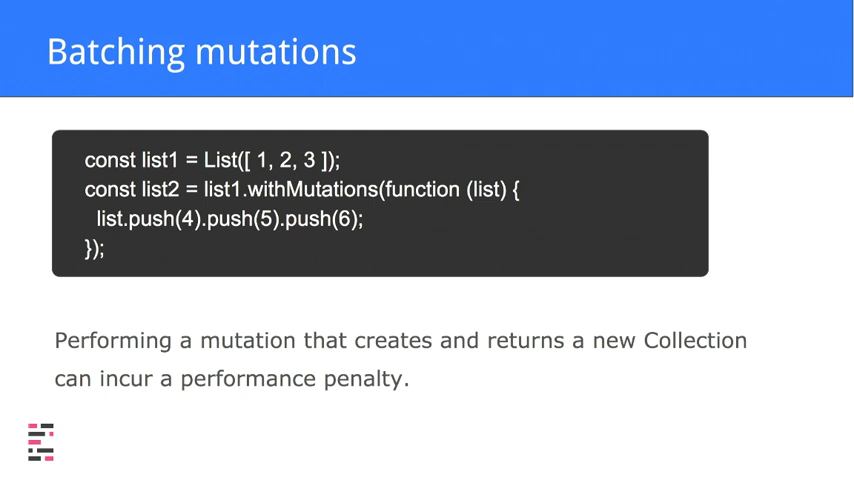 Batching mutations
const list1 = List([ 1, 2, 3 ]);
const list2 = list1.withMutations(function (list) {
list.push(4).push(5).push(6);
});
Performing a mutation that creates and returns a new Collection
can incur a performance penalty.